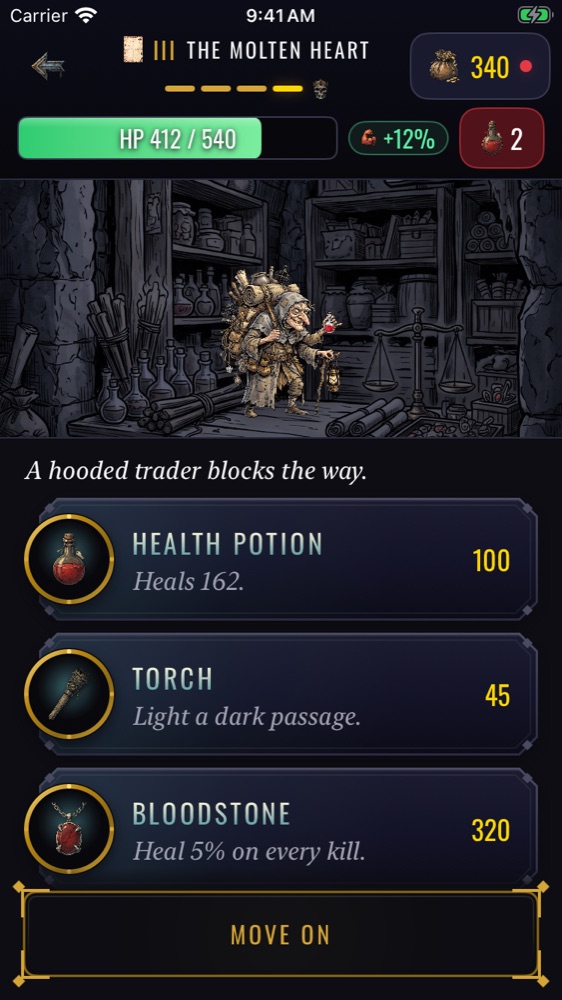 Carrier 9:41 AM
III THE MOLTEN HEART
340
HP 412 / 540
+12%
2
A hooded trader blocks the way.
HEALTH POTION
Heals 162.
100
TORCH
Light a dark passage.
45
BLOODSTONE
Heal 5% on every kill.
320
MOVE ON